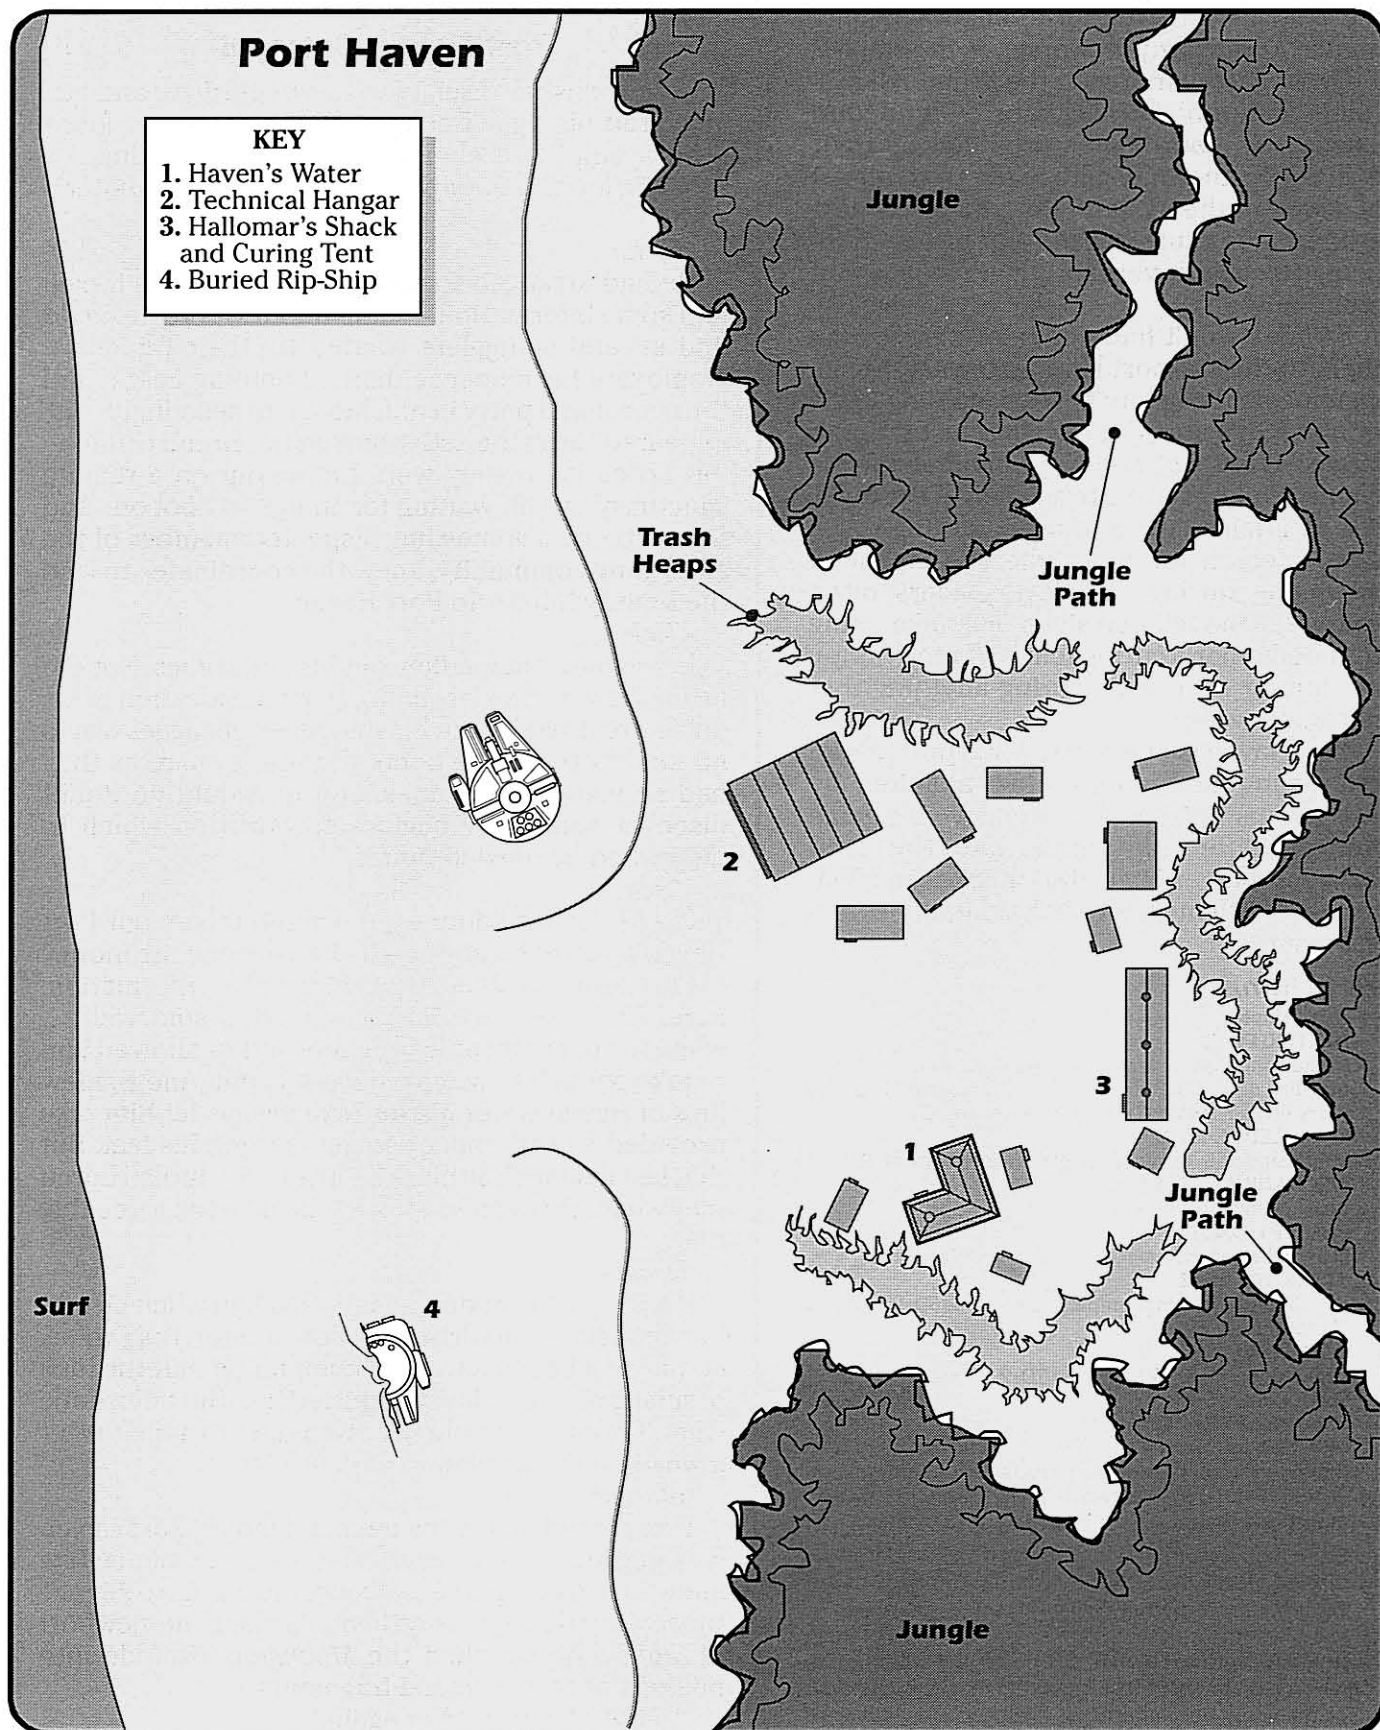 Port Haven
KEY
1. Haven's Water
2. Technical Hangar
3. Hallomar's Shack
and Curing Tent
4. Buried Rip-Ship
Jungle
Trash
Heaps
Jungle
Path
2
3
1
Jungle
Path
Surf
4
Jungle